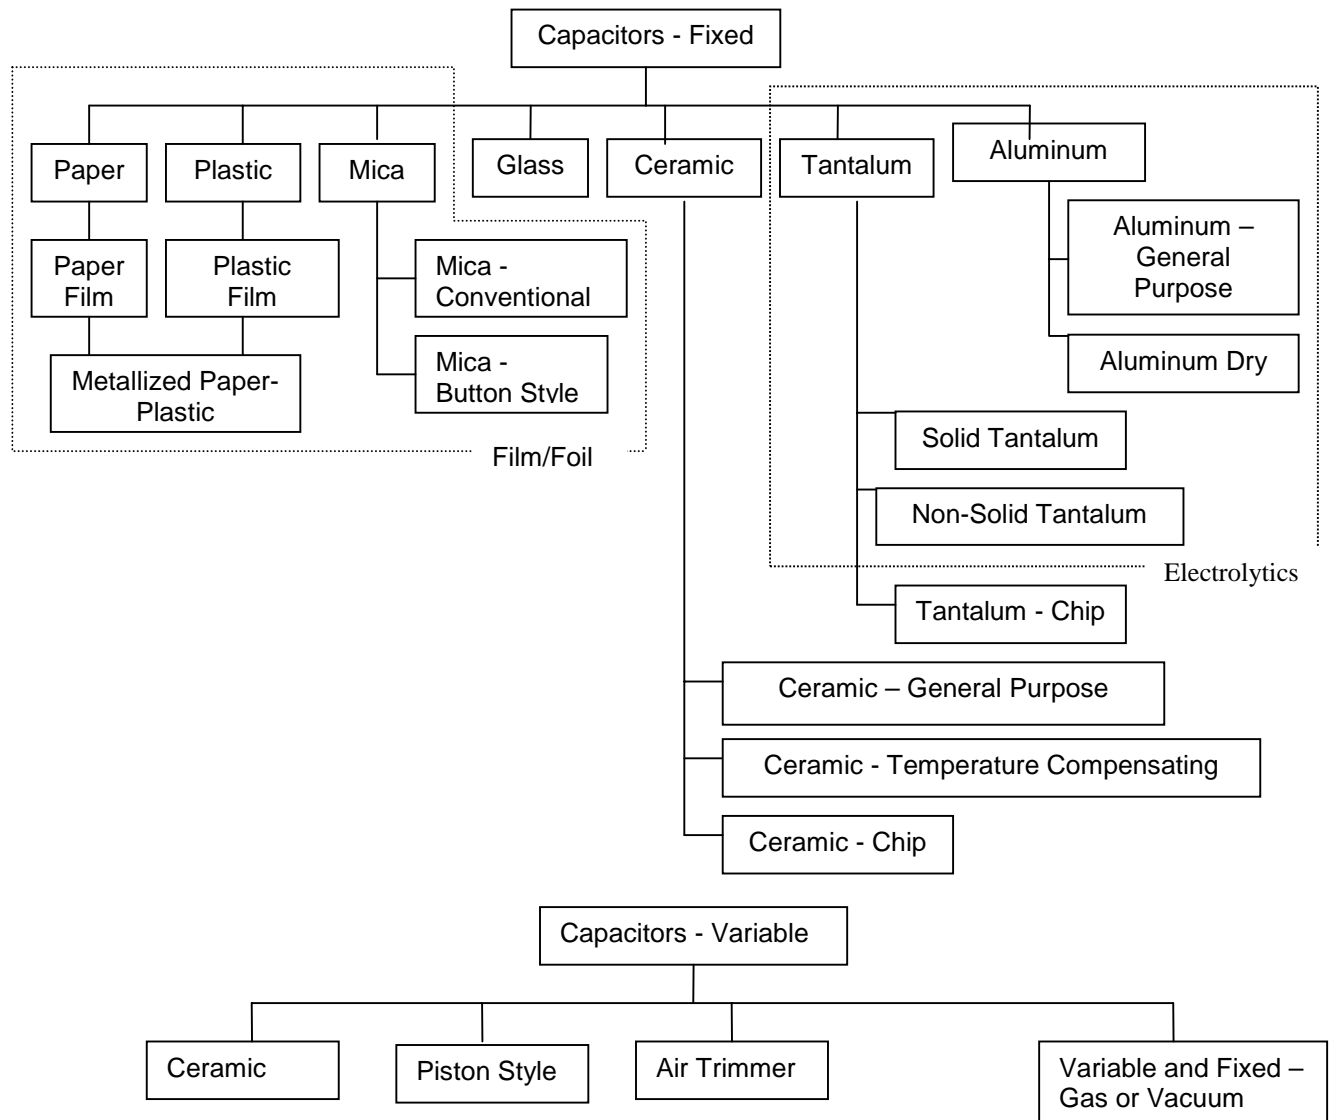 Capacitors - Fixed
Paper
Plastic
Mica
Glass
Ceramic
Tantalum
Aluminum
Paper
Film
Plastic
Film
Mica -
Conventional
Aluminum –
General
Purpose
Metallized Paper-
Plastic
Mica -
Button Style
Aluminum Dry
Film/Foil
Solid Tantalum
Non-Solid Tantalum
Electrolytics
Tantalum - Chip
Ceramic – General Purpose
Ceramic - Temperature Compensating
Ceramic - Chip
Capacitors - Variable
Ceramic
Piston Style
Air Trimmer
Variable and Fixed –
Gas or Vacuum